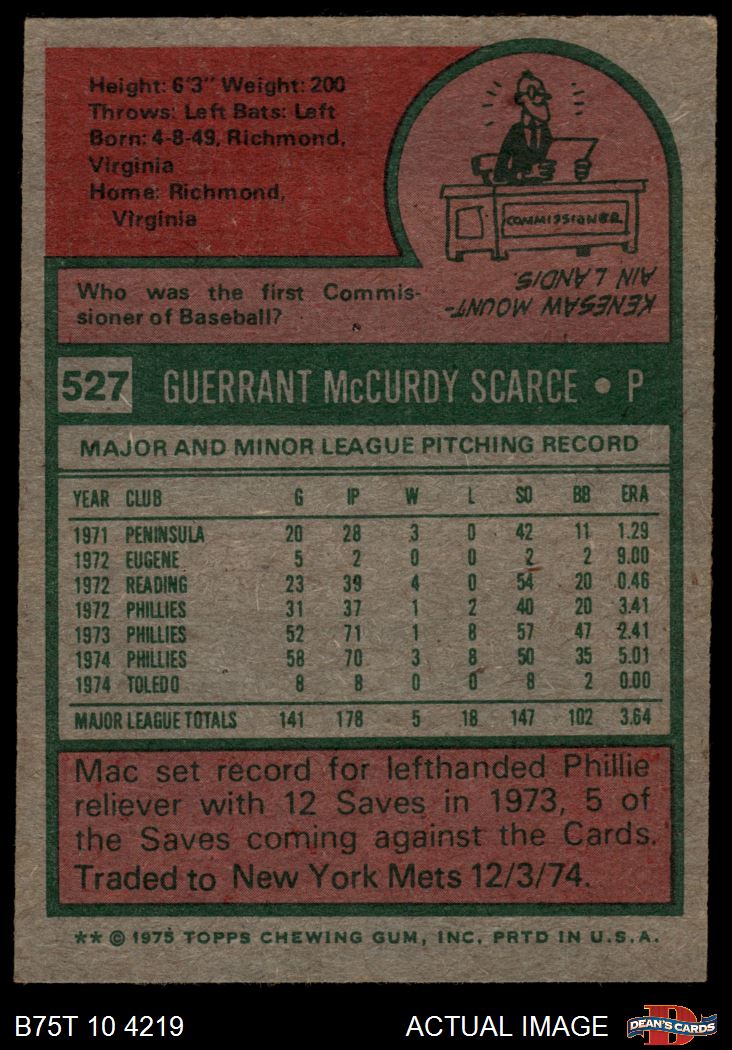 Height: 6'3" Weight: 200
Throws: Left Bats: Left
Born: 4-8-49, Richmond,
Virginia
Home: Richmond,
Virginia
COMMISSIONER
KENESAW MOUNT-
AIN LANDIS.
Who was the first Commis-
sioner of Baseball?
527 GUERRANT McCURDY SCARCE • P
MAJOR AND MINOR LEAGUE PITCHING RECORD
YEAR CLUB G IP W L SO BB ERA
1971 PENINSULA 20 28 3 0 42 11 1.29
1972 EUGENE 5 2 0 0 2 2 9.00
1972 READING 23 39 4 0 54 20 0.46
1972 PHILLIES 31 37 1 2 40 20 3.41
1973 PHILLIES 52 71 1 8 57 47 2.41
1974 PHILLIES 58 70 3 8 50 35 5.01
1974 TOLEDO 8 8 0 0 8 2 0.00
MAJOR LEAGUE TOTALS 141 178 5 18 147 102 3.64
Mac set record for lefthanded Phillie
reliever with 12 Saves in 1973, 5 of
the Saves coming against the Cards.
Traded to New York Mets 12/3/74.
** © 1975 TOPPS CHEWING GUM, INC. PRTD IN U.S.A.
B75T 10 4219 ACTUAL IMAGE DEAN'S CARDS